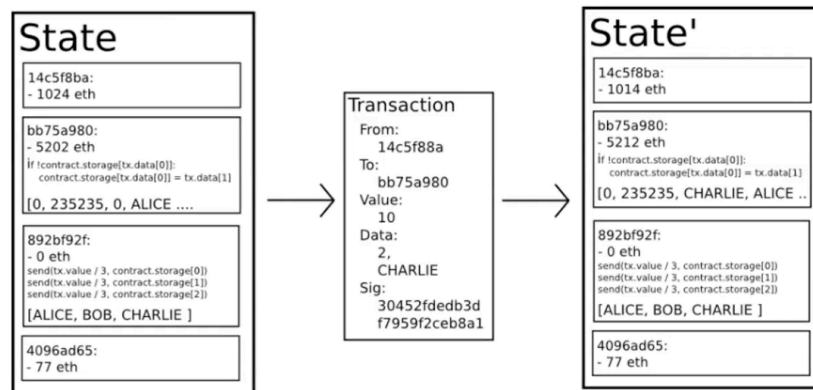 State
14c5f8ba:
- 1024 eth
bb75a980:
- 5202 eth
if !contract.storage[tx.data[0]]:
contract.storage[tx.data[0]] = tx.data[1]
[0, 235235, 0, ALICE ....
892bf92f:
- 0 eth
send(tx.value / 3, contract.storage[0])
send(tx.value / 3, contract.storage[1])
send(tx.value / 3, contract.storage[2])
[ALICE, BOB, CHARLIE ]
4096ad65:
- 77 eth
Transaction
From:
14c5f88a
To:
bb75a980
Value:
10
Data:
2,
CHARLIE
Sig:
30452fdedb3d
f7959f2ceb8a1
State'
14c5f8ba:
- 1014 eth
bb75a980:
- 5212 eth
if !contract.storage[tx.data[0]]:
contract.storage[tx.data[0]] = tx.data[1]
[0, 235235, CHARLIE, ALICE ..
892bf92f:
- 0 eth
send(tx.value / 3, contract.storage[0])
send(tx.value / 3, contract.storage[1])
send(tx.value / 3, contract.storage[2])
[ALICE, BOB, CHARLIE ]
4096ad65:
- 77 eth